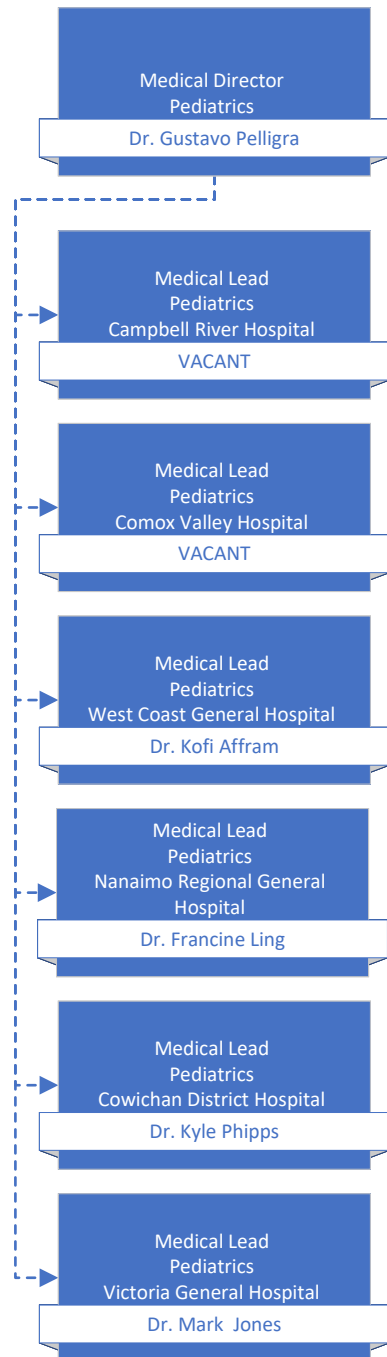 Medical Director
Pediatrics
Dr. Gustavo Pelligra
Medical Lead
Pediatrics
Campbell River Hospital
VACANT
Medical Lead
Pediatrics
Comox Valley Hospital
VACANT
Medical Lead
Pediatrics
West Coast General Hospital
Dr. Kofi Affram
Medical Lead
Pediatrics
Nanaimo Regional General
Hospital
Dr. Francine Ling
Medical Lead
Pediatrics
Cowichan District Hospital
Dr. Kyle Phipps
Medical Lead
Pediatrics
Victoria General Hospital
Dr. Mark  Jones